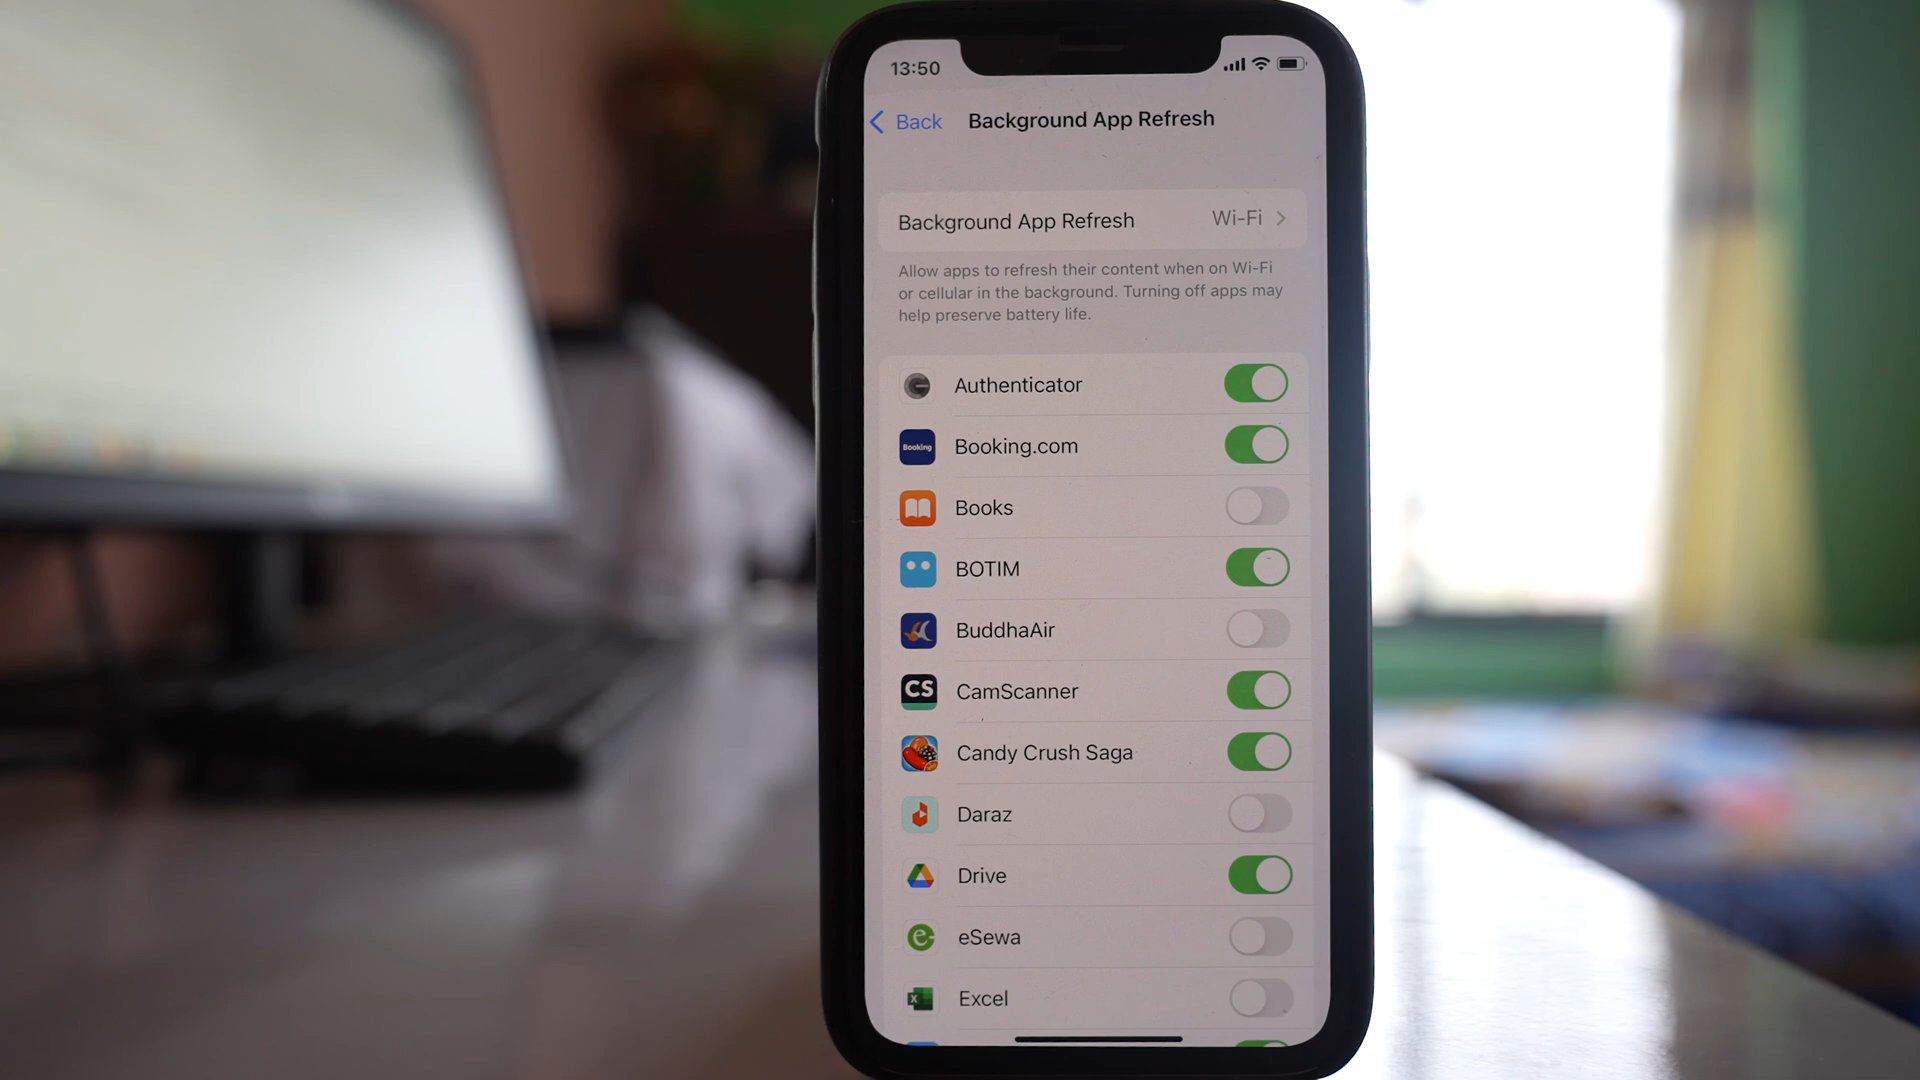 13:50
Back
Background App Refresh
Background App Refresh Wi-Fi
Allow apps to refresh their content when on Wi-Fi
or cellular in the background. Turning off apps may
help preserve battery life.
Authenticator
Booking
Booking.com
Books
BOTIM
BuddhaAir
CS
CamScanner
Candy Crush Saga
Daraz
Drive
e
eSewa
X
Excel